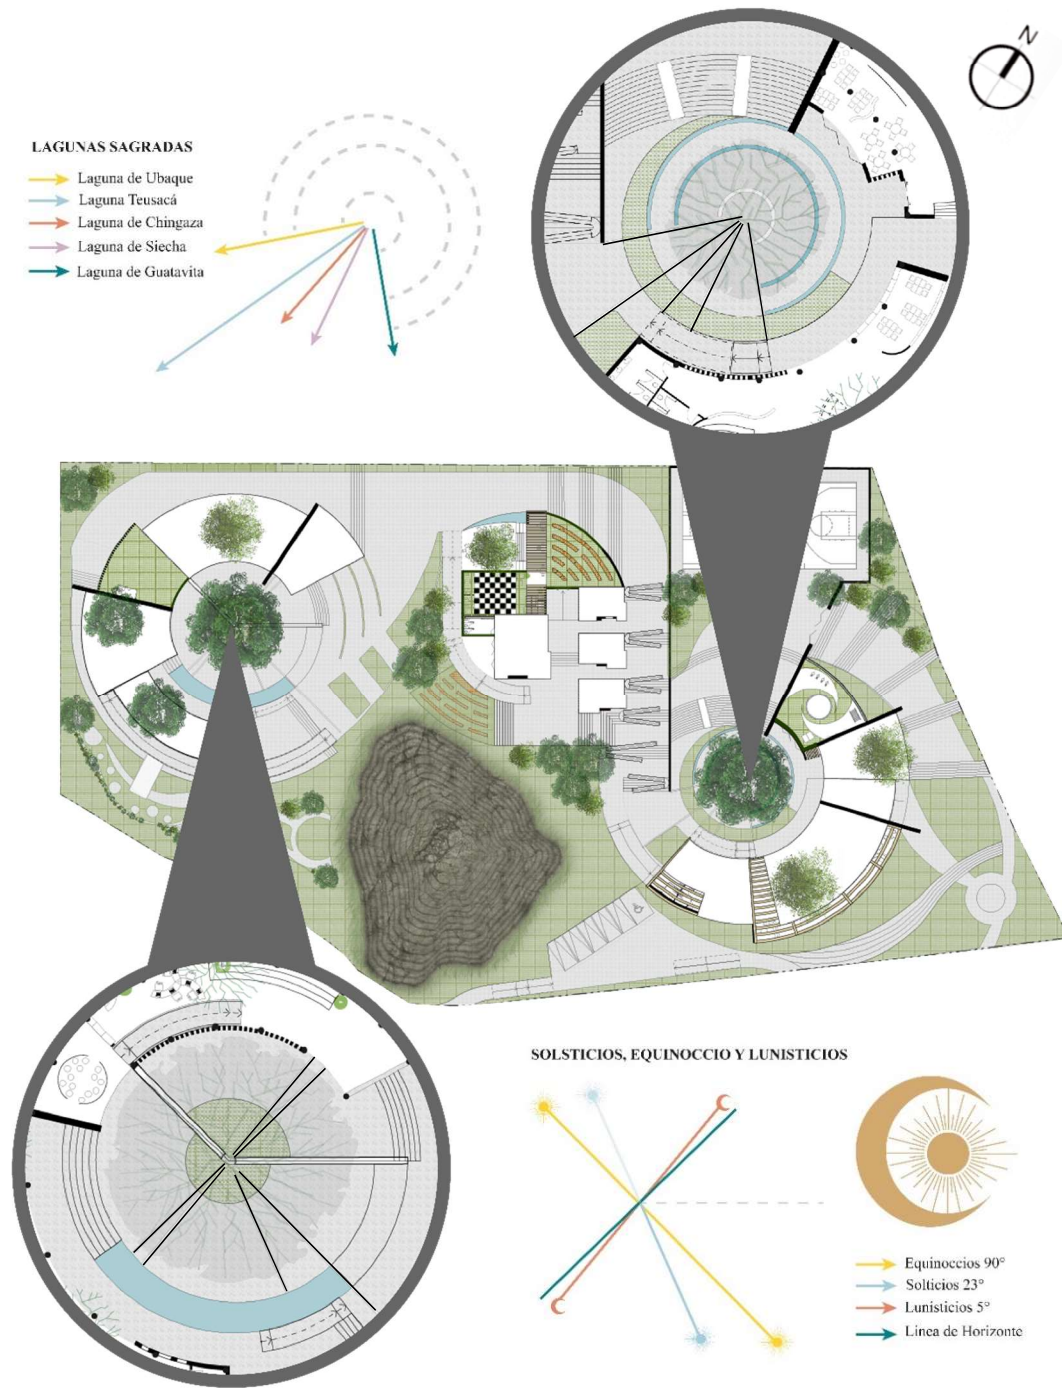 N
LAGUNAS SAGRADAS
Laguna de Ubaque
Laguna Teusacá
Laguna de Chingaza
Laguna de Siecha
Laguna de Guatavita
SOLSTICIOS, EQUINOCCIO Y LUNISTICIOS
Equinoccios 90°
Solticios 23°
Lunisticios 5°
Linea de Horizonte